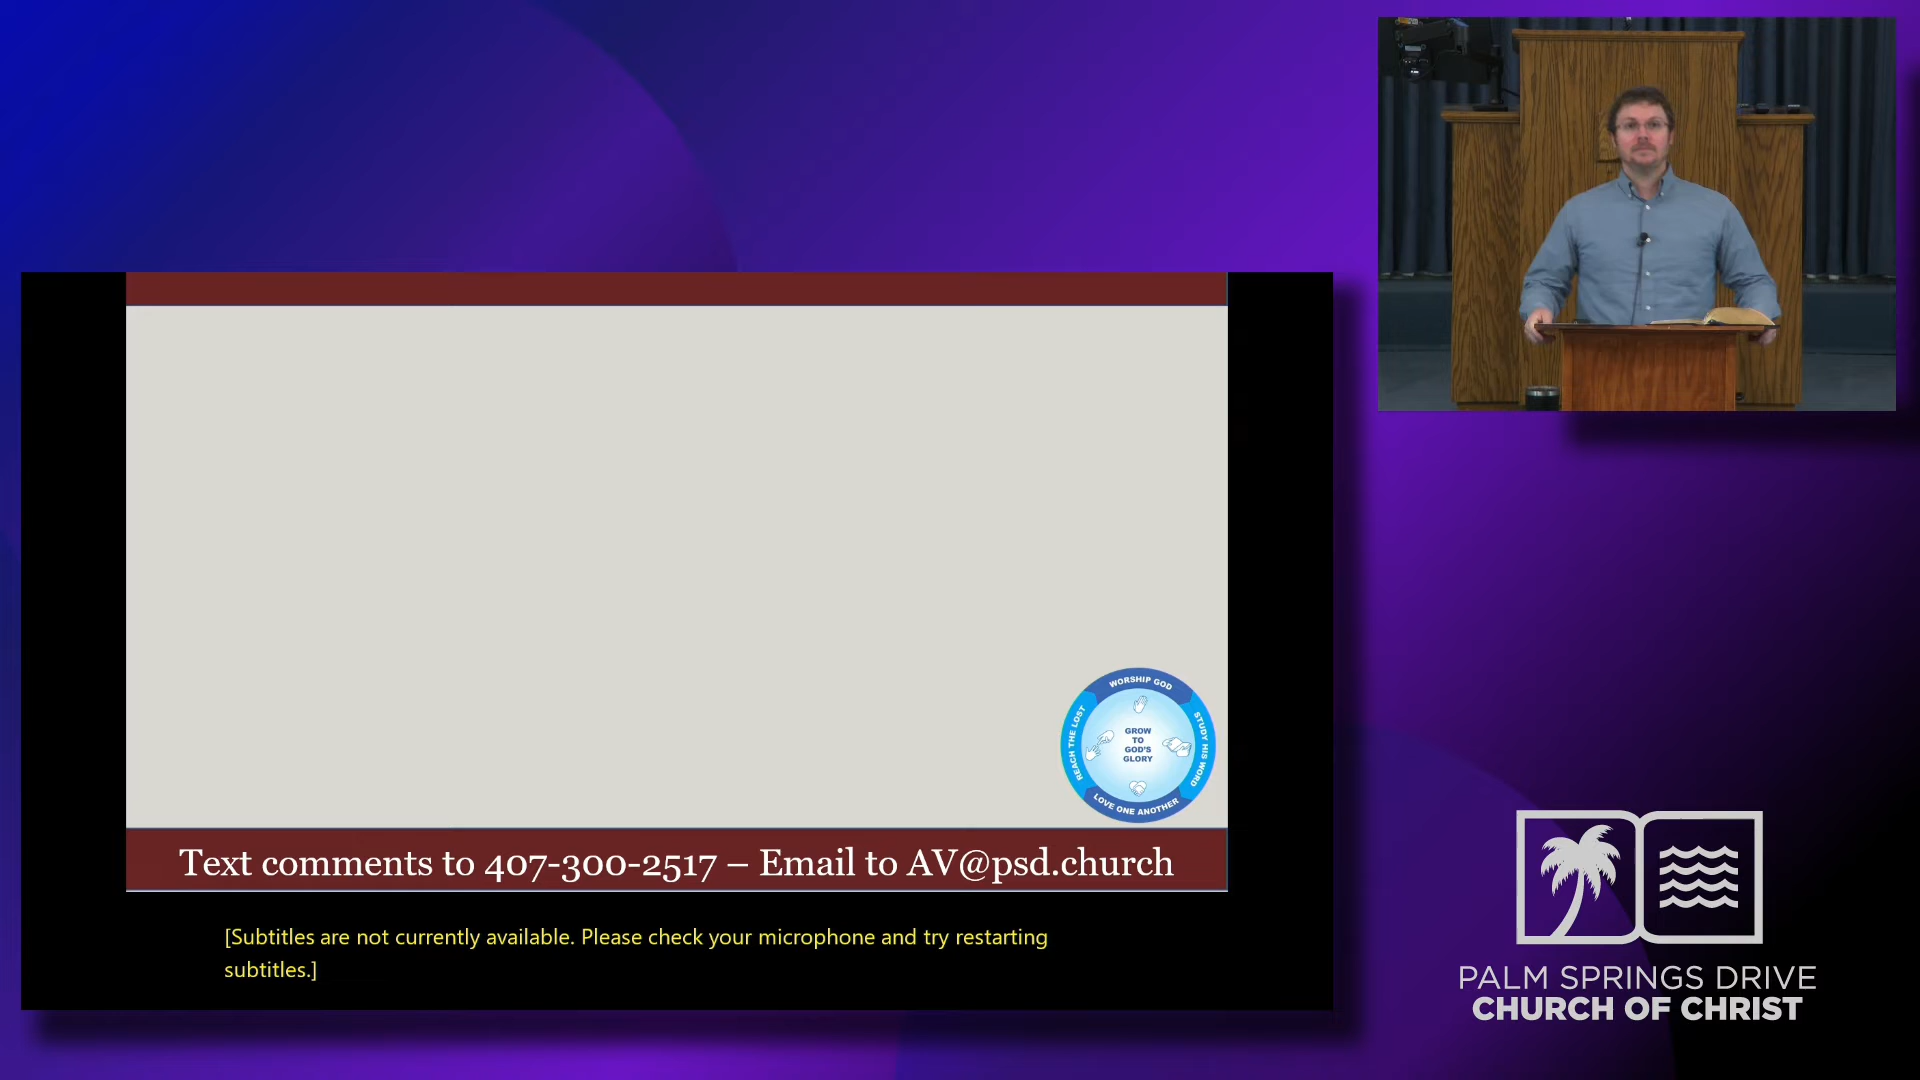 WORSHIP GOD
REACH THE LOST
STUDY HIS WORD
GROW
TO
GOD'S
GLORY
LOVE ONE ANOTHER
Text comments to 407-300-2517 – Email to AV@psd.church
[Subtitles are not currently available. Please check your microphone and try restarting
subtitles.]
PALM SPRINGS DRIVE
CHURCH OF CHRIST